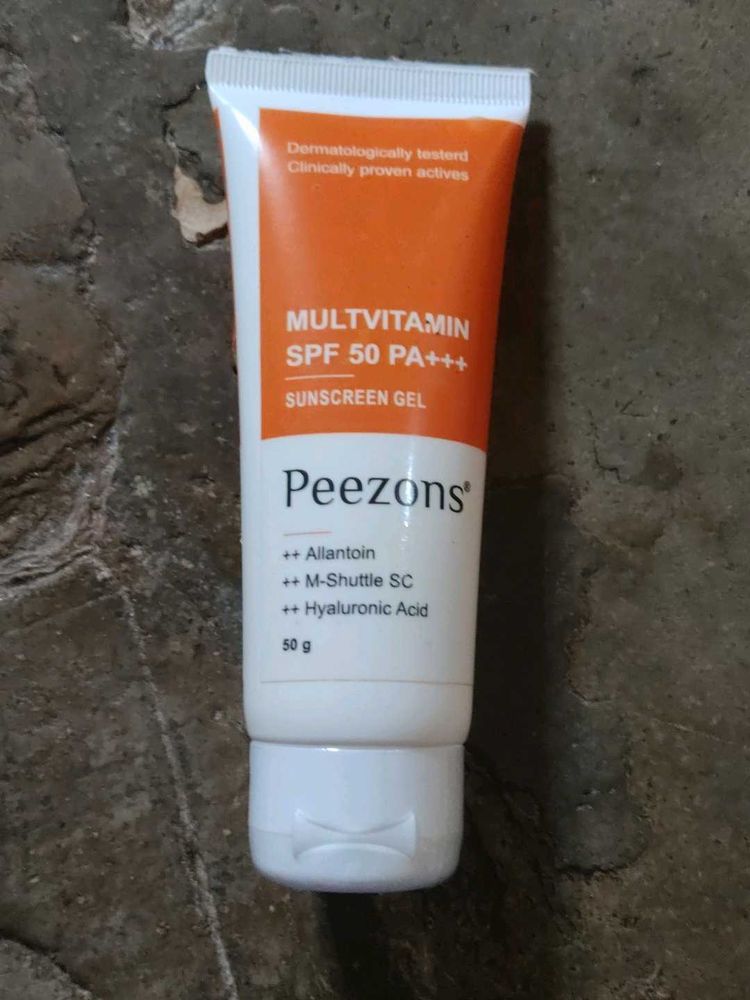 Dermatologically testerd
Clinically proven actives
MULTVITAMIN
SPF 50 PA+++
SUNSCREEN GEL
Peezons®
++ Allantoin
++ M-Shuttle SC
++ Hyaluronic Acid
50 g